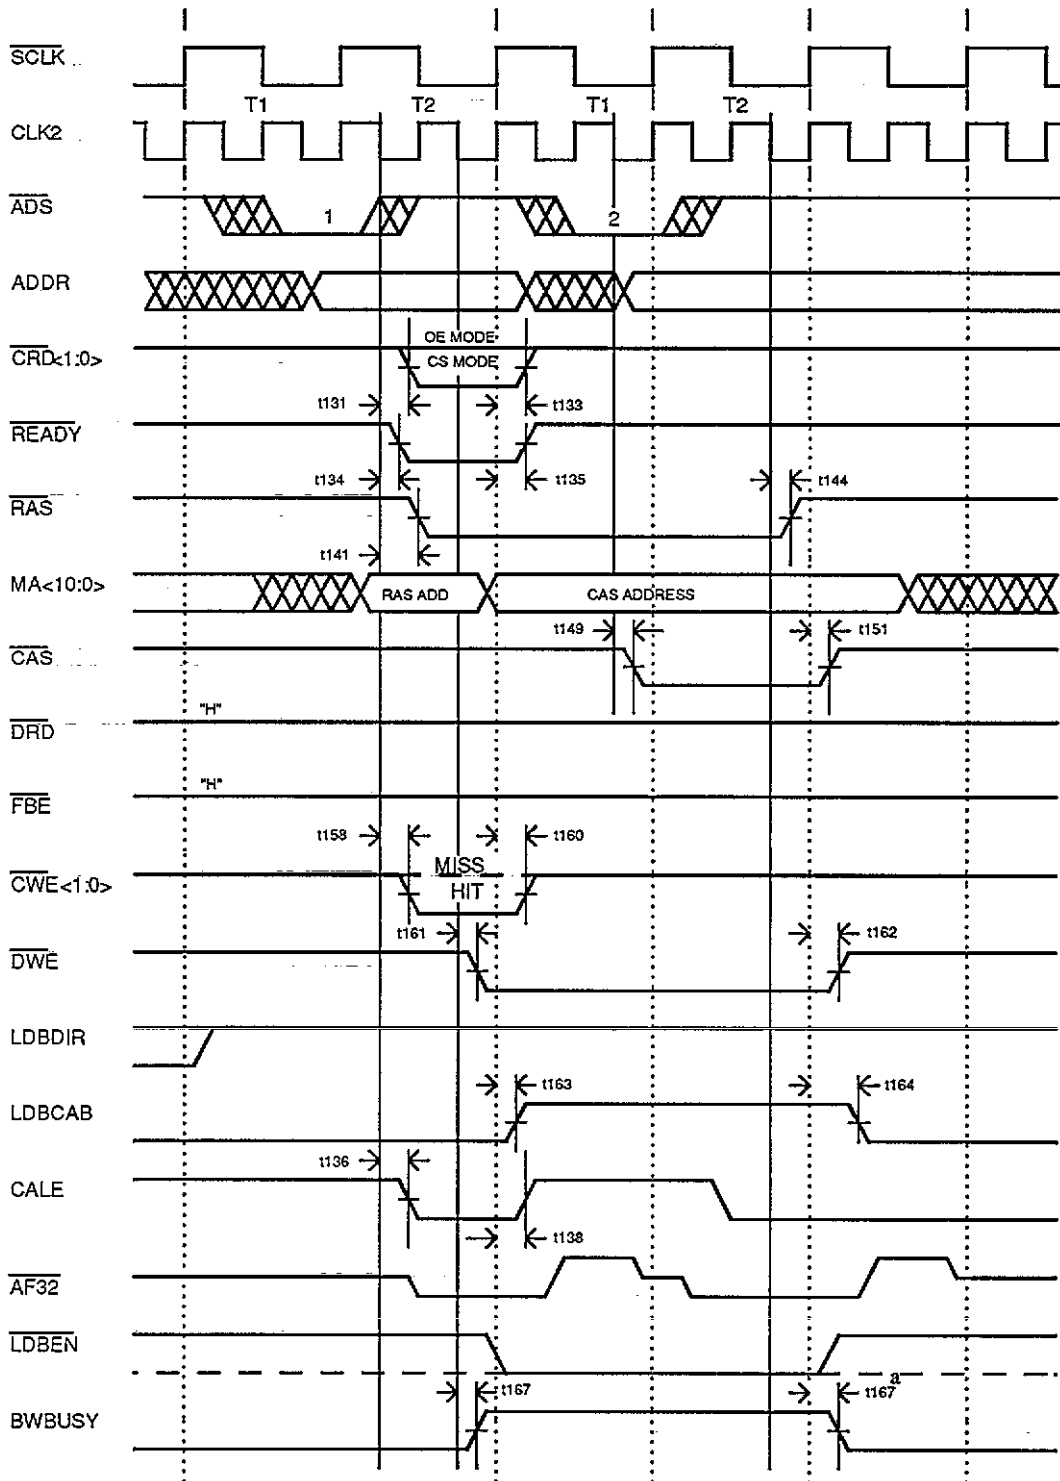 SCLK
T1 T2 T1 T2
CLK2
ADS
1 2
ADDR
OE MODE
CRD<1:0>
CS MODE
t131 t133
READY
t134 t135 t144
RAS
t141
MA<10:0> RAS ADD CAS ADDRESS
t149 t151
CAS
"H"
DRD
"H"
FBE
t158 t160
MISS
CWE<1:0>
HIT
t161 t162
DWE
LDBDIR
t163 t164
LDBCAB
t136
CALE
t138
AF32
LDBEN
a
t167 t167
BWBUSY